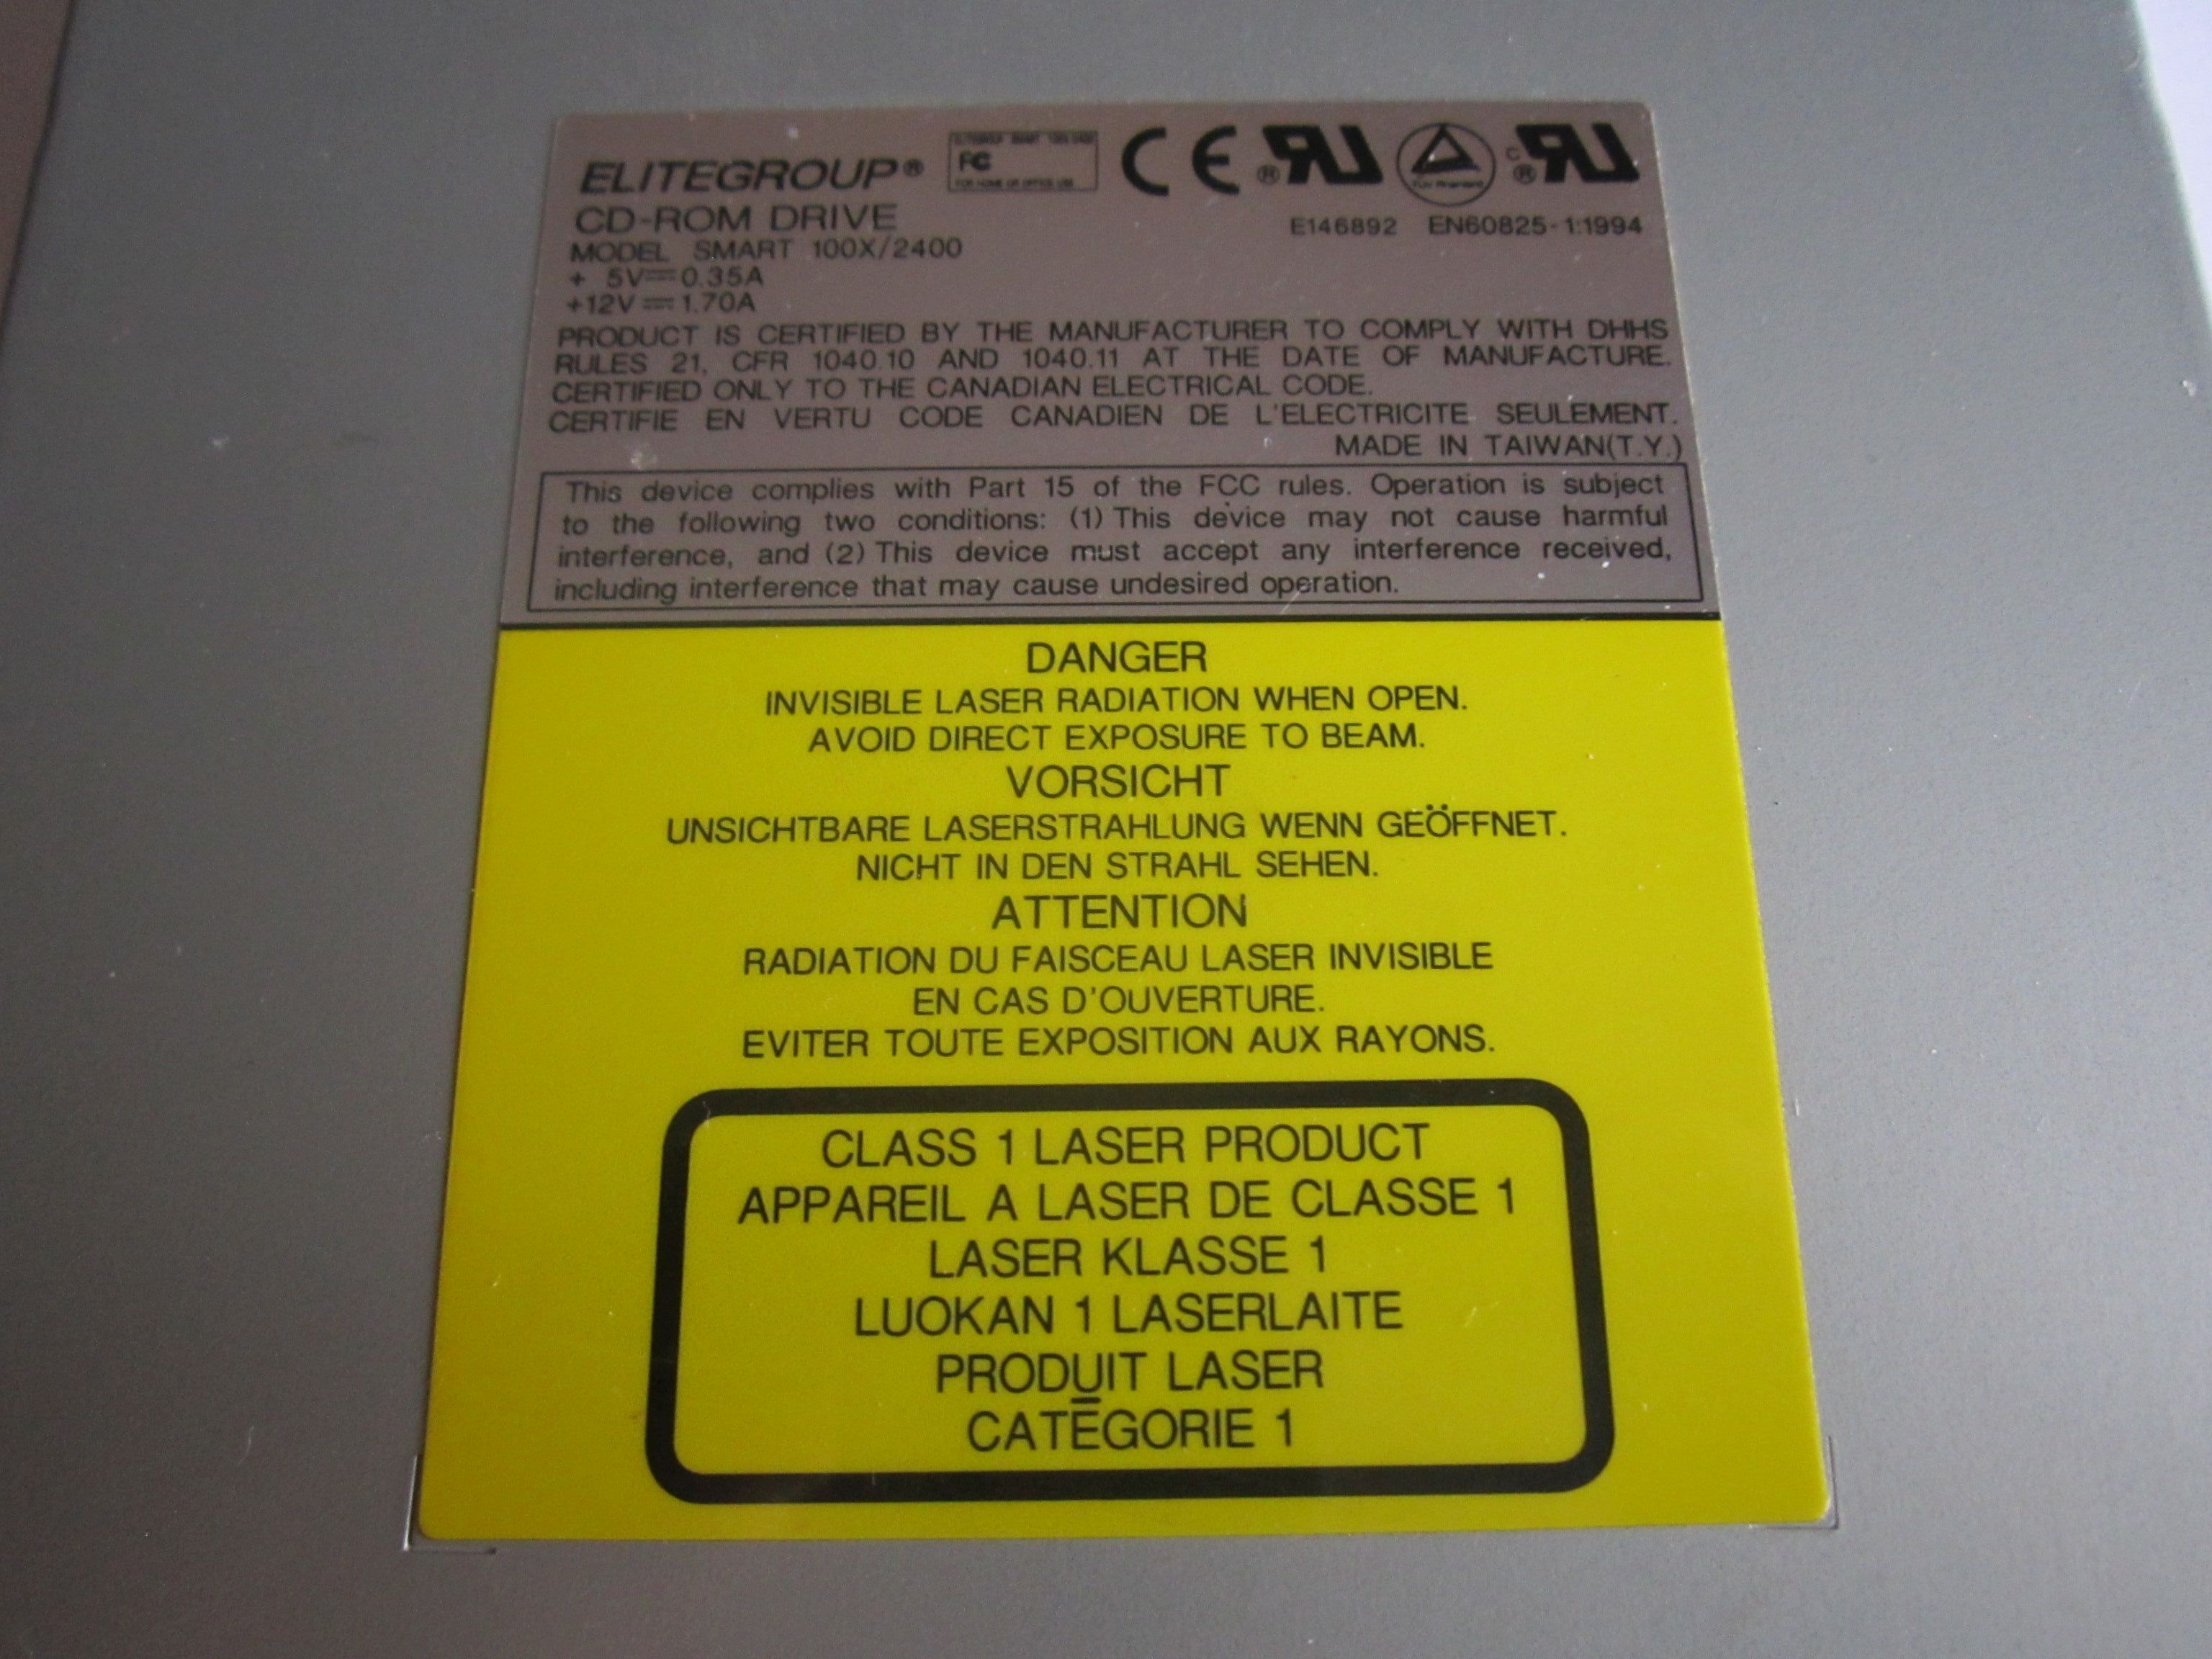 ELITEGROUP®
FC
FOR HOME OR OFFICE USE
CE
CD-ROM DRIVE
E146892 EN60825-1:1994
MODEL SMART 100X/2400
+ 5V⎓0.35A
+12V⎓1.70A
PRODUCT IS CERTIFIED BY THE MANUFACTURER TO COMPLY WITH DHHS
RULES 21, CFR 1040.10 AND 1040.11 AT THE DATE OF MANUFACTURE.
CERTIFIED ONLY TO THE CANADIAN ELECTRICAL CODE.
CERTIFIE EN VERTU CODE CANADIEN DE L'ELECTRICITE SEULEMENT.
MADE IN TAIWAN(T.Y.)
This device complies with Part 15 of the FCC rules. Operation is subject
to the following two conditions: (1) This device may not cause harmful
interference, and (2) This device must accept any interference received,
including interference that may cause undesired operation.
DANGER
INVISIBLE LASER RADIATION WHEN OPEN.
AVOID DIRECT EXPOSURE TO BEAM.
VORSICHT
UNSICHTBARE LASERSTRAHLUNG WENN GEÖFFNET.
NICHT IN DEN STRAHL SEHEN.
ATTENTION
RADIATION DU FAISCEAU LASER INVISIBLE
EN CAS D'OUVERTURE.
EVITER TOUTE EXPOSITION AUX RAYONS.
CLASS 1 LASER PRODUCT
APPAREIL A LASER DE CLASSE 1
LASER KLASSE 1
LUOKAN 1 LASERLAITE
PRODUIT LASER
CATĒGORIE 1